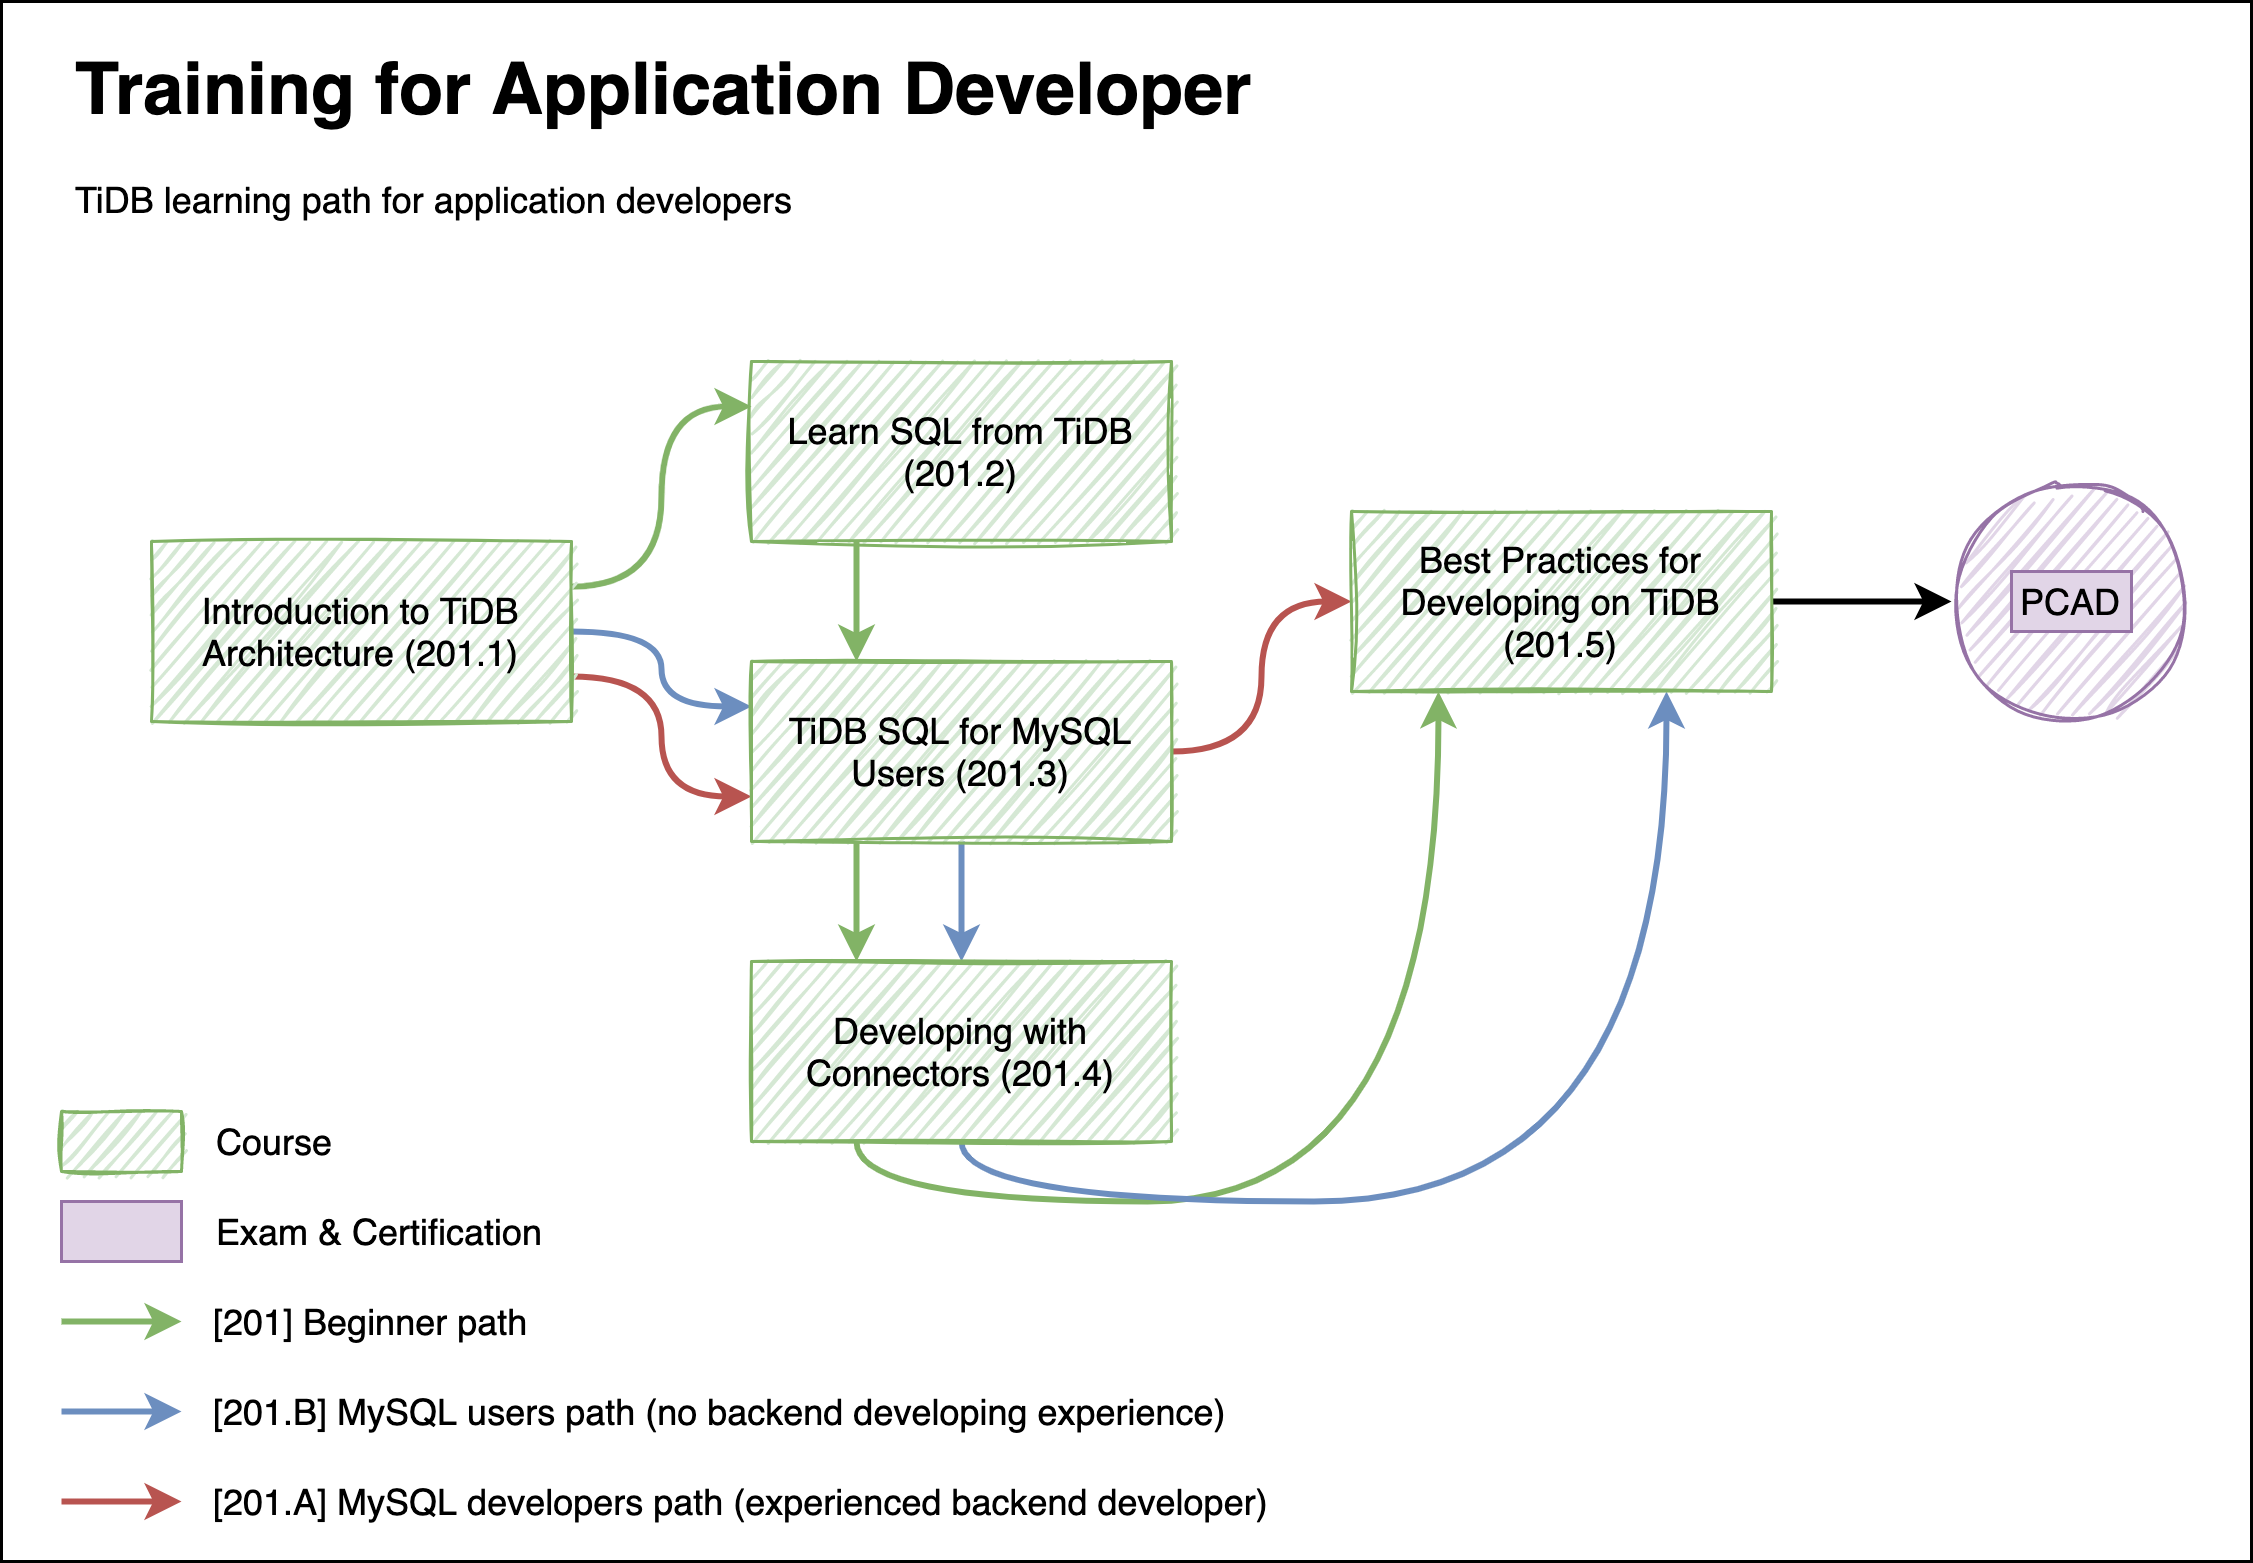 Training for Application Developer
TiDB learning path for application developers
Learn SQL from TiDB
(201.2)
Introduction to TiDB
Architecture (201.1)
Best Practices for
Developing on TiDB
(201.5)
PCAD
TiDB SQL for MySQL
Users (201.3)
Developing with
Connectors (201.4)
Course
Exam & Certification
[201] Beginner path
[201.B] MySQL users path (no backend developing experience)
[201.A] MySQL developers path (experienced backend developer)